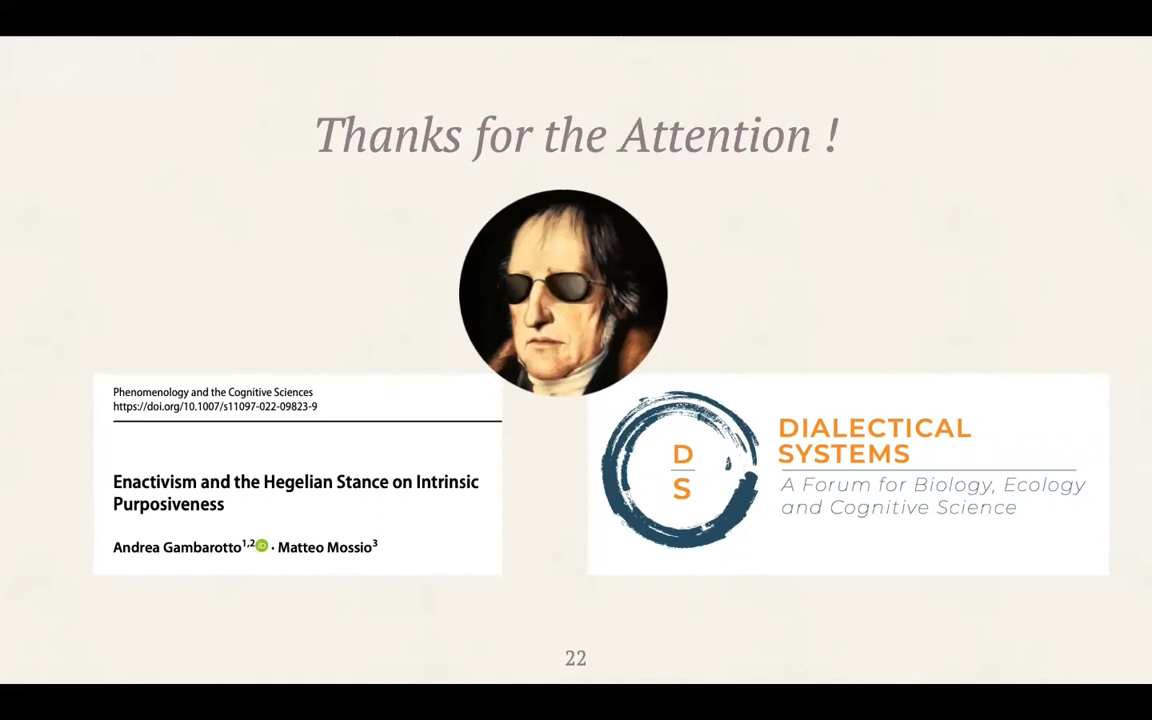 Thanks for the Attention !
Phenomenology and the Cognitive Sciences
https://doi.org/10.1007/s11097-022-09823-9
Enactivism and the Hegelian Stance on Intrinsic
Purposiveness
Andrea Gambarotto1,2 iD · Matteo Mossio3
D
S
DIALECTICAL
SYSTEMS
A Forum for Biology, Ecology
and Cognitive Science
22